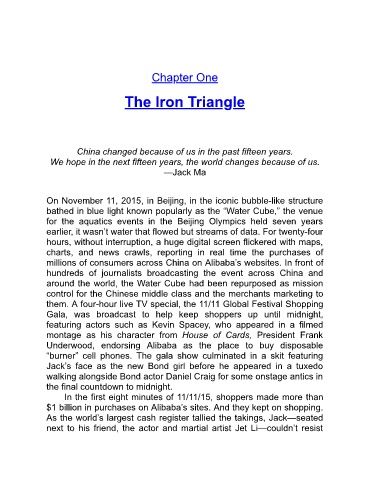 Chapter One
The Iron Triangle
China changed because of us in the past fifteen years.
We hope in the next fifteen years, the world changes because of us.
—Jack Ma
On November 11, 2015, in Beijing, in the iconic bubble-like structure
bathed in blue light known popularly as the “Water Cube,” the venue
for the aquatics events in the Beijing Olympics held seven years
earlier, it wasn’t water that flowed but streams of data. For twenty-four
hours, without interruption, a huge digital screen flickered with maps,
charts, and news crawls, reporting in real time the purchases of
millions of consumers across China on Alibaba’s websites. In front of
hundreds of journalists broadcasting the event across China and
around the world, the Water Cube had been repurposed as mission
control for the Chinese middle class and the merchants marketing to
them. A four-hour live TV special, the 11/11 Global Festival Shopping
Gala, was broadcast to help keep shoppers up until midnight,
featuring actors such as Kevin Spacey, who appeared in a filmed
montage as his character from House of Cards, President Frank
Underwood, endorsing Alibaba as the place to buy disposable
“burner” cell phones. The gala show culminated in a skit featuring
Jack’s face as the new Bond girl before he appeared in a tuxedo
walking alongside Bond actor Daniel Craig for some onstage antics in
the final countdown to midnight.
In the first eight minutes of 11/11/15, shoppers made more than
$1 billion in purchases on Alibaba’s sites. And they kept on shopping.
As the world’s largest cash register tallied the takings, Jack—seated
next to his friend, the actor and martial artist Jet Li—couldn’t resist